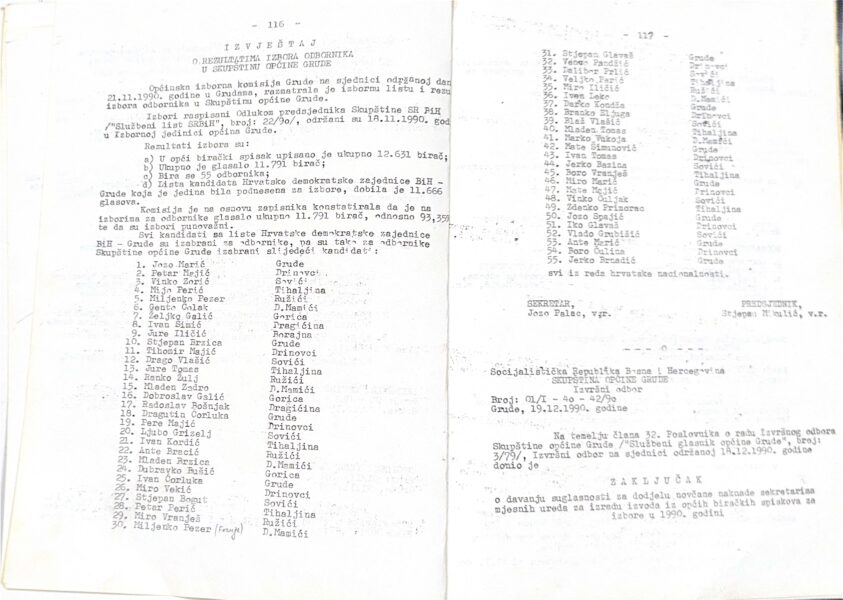 - 116 -
I Z V J E Š T A J
O REZULTATIMA IZBORA ODBORNIKA
U SKUPŠTINU OPĆINE GRUDE
Općinska izborna komisija Grude na sjednici održanoj dan
21.11.1990. godine u Grudama, razmatrala je izbornu listu i rezu
izbora odbornika u Skupštinu općine Grude.
Izbori raspisani Odlukom predsjednika Skupštine SR BiH
/"Službeni list SRBiH", broj: 22/90/, održani su 18.11.1990. god
u Izbornoj jedinici općina Grude.
Rezultati izbora su:
a) U opći birački spisak upisano je ukupno 12.631 birač;
b) Ukupno je glasalo 11.791 birač;
c) Bira se 55 odbornika;
d) Lista kandidata Hrvatske demokratske zajednice BiH -
Grude koja je jedina bila podnesena za izbore, dobila je 11.666
glasova.
Komisija je na osnovu zapisnika konstatirala da je na
izborima za odbornike glasalo ukupno 11.791 birač, odnosno 93,35%
te da su izbori punovažni.
Svi kandidati sa liste Hrvatske demokratske zajednice
BiH - Grude su izabrani za odbornike, pa su tako za odbornike
Skupštine općine Grude izabrani slijedeći kandidati:
1. Jozo Marić Grude
2. Petar Majić Drinovci
3. Vinko Zorić Sovići
4. Mijo Perić Tihaljina
5. Miljenko Pezer Ružići
6. Gento Čolak D.Mamići
7. Željko Galić Gorica
8. Ivan Šimić Dragićina
9. Jure Iličić Borajna
10. Stjepan Brzica Grude
11. Tihomir Majić Drinovci
12. Drago Vlašić Sovići
13. Jure Tomas Tihaljina
14. Ranko Zulj Ružići
15. Mladen Zadro D.Mamići
16. Dobroslav Galić Gorica
17. Radoslav Bošnjak Dragićina
18. Dragutin Ćorluka Grude
19. Pere Majić Drinovci
20. Ljubo Grizelj Sovići
21. Ivan Kordić Tihaljina
22. Ante Bracić Ružići
23. Mladen Brzica D.Mamići
24. Dubravko Bušić Gorica
25. Ivan Ćorluka Grude
26. Miro Vekić Drinovci
27. Stjepan Bogut Sovići
28. Petar Perić Tihaljina
29. Miro Vranješ Ružići
30. Miljenko Pezer D.Mamići
- 117 -
31. Stjepan Glavaš Grude
32. Pandžić Drinovci
33. Dalibor Prlić Sovići
34. Veljko Perić Tihaljina
35. Miro Iličić Ružići
36. Ivan Leko D.Mamići
37. Darko Kondža Grude
38. Branko Eljuga Drinovci
39. Blaž Vlašić Sovići
40. Mladen Tomas Tihaljina
41. Marko Vukoja D.Mamići
42. Mate Šimunović Grude
43. Ivan Tomas Drinovci
44. Jerko Bazina Sovići
45. Boro Vranješ Tihaljina
46. Miro Marić Grude
47. Mate Majić Drinovci
48. Vinko Čuljak Sovići
49. Zdenko Primorac Tihaljina
50. Jozo Spajić Grude
51. Iko Glavaš Drinovci
52. Vlado Grubišić Sovići
53. Ante Marić Grude
54. Boro Čulina Drinovci
55. Jerko Brnadić Grude
svi iz reda hrvatske nacionalnosti.
SEKRETAR, PREDSJEDNIK,
Jozo Palac, v.r. Stjepan Mikulić, v.r.
- - - o - - -
Socijalistička Republika Bosna i Hercegovina
SKUPŠTINA OPĆINE GRUDE
Izvršni odbor
Broj: 01/I - 40 - 42/90
Grude, 19.12.1990. godine
Na temelju člana 32. Poslovnika o radu Izvršnog odbora
Skupštine općine Grude /"Službeni glasnik općine Grude", broj:
3/79/, Izvršni odbor na sjednici održanoj 18.12.1990. godine
donio je
Z A K L J U Č A K
o davanju suglasnosti za dodjelu novčane naknade sekretarima
mjesnih ureda za izradu izvoda iz općih biračkih spiskova za
izbore u 1990. godini